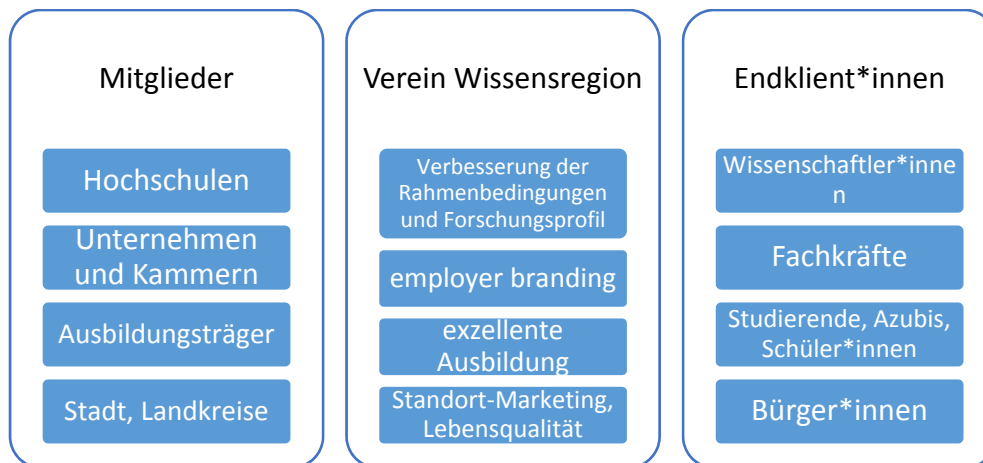 Mitglieder
Hochschulen
Unternehmen
und Kammern
Ausbildungsträger
Stadt, Landkreise
Verein Wissensregion
Verbesserung der
Rahmenbedingungen
und Forschungsprofil
employer branding
exzellente
Ausbildung
Standort-Marketing,
Lebensqualität
Endklient*innen
Wissenschaftler*inne
n
Fachkräfte
Studierende, Azubis,
Schüler*innen
Bürger*innen